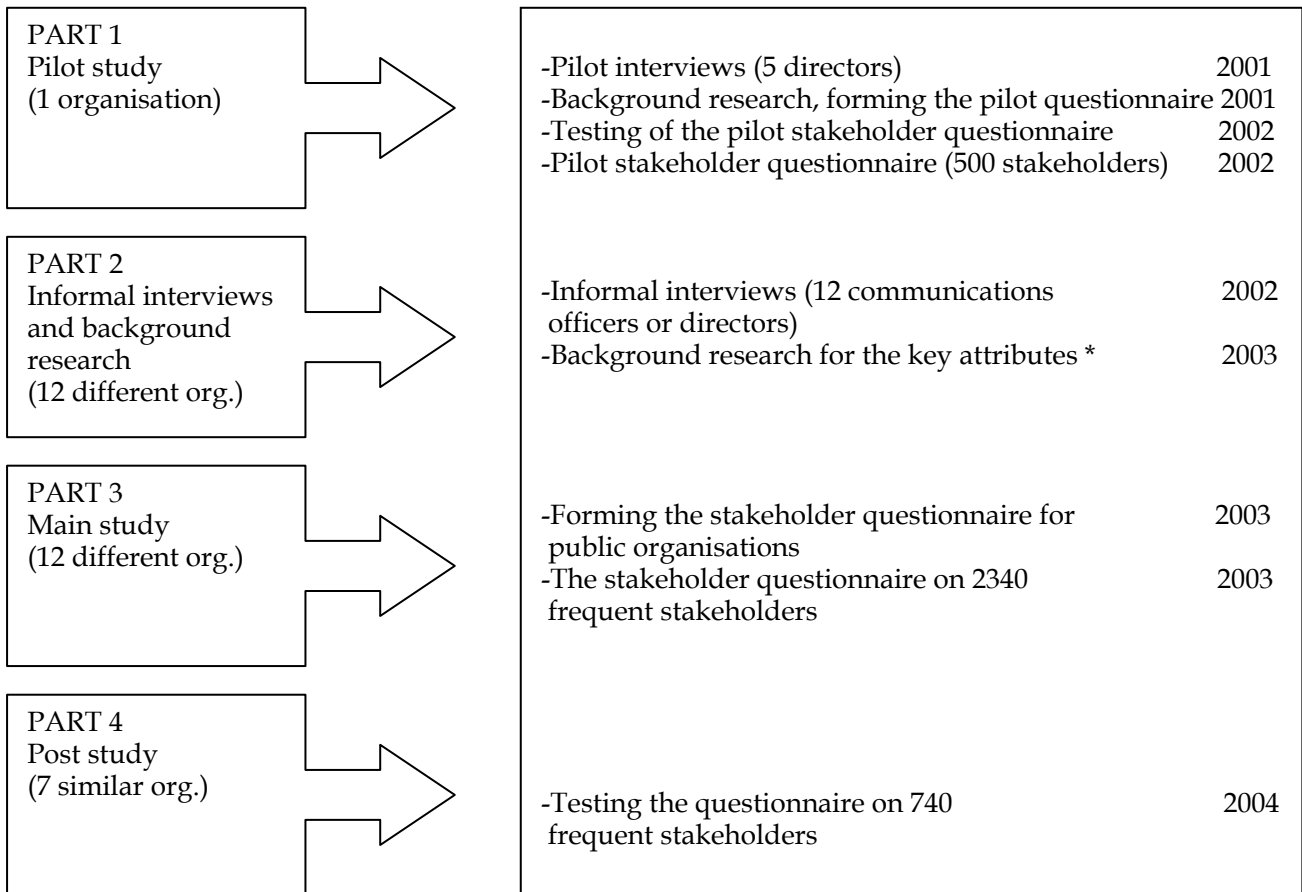 PART 1
Pilot study
(1 organisation)
-Pilot interviews (5 directors) 2001
-Background research, forming the pilot questionnaire 2001
-Testing of the pilot stakeholder questionnaire 2002
-Pilot stakeholder questionnaire (500 stakeholders) 2002
PART 2
Informal interviews
and background
research
(12 different org.)
-Informal interviews (12 communications 2002
officers or directors)
-Background research for the key attributes * 2003
PART 3
Main study
(12 different org.)
-Forming the stakeholder questionnaire for 2003
public organisations
-The stakeholder questionnaire on 2340 2003
frequent stakeholders
PART 4
Post study
(7 similar org.)
-Testing the questionnaire on 740 2004
frequent stakeholders